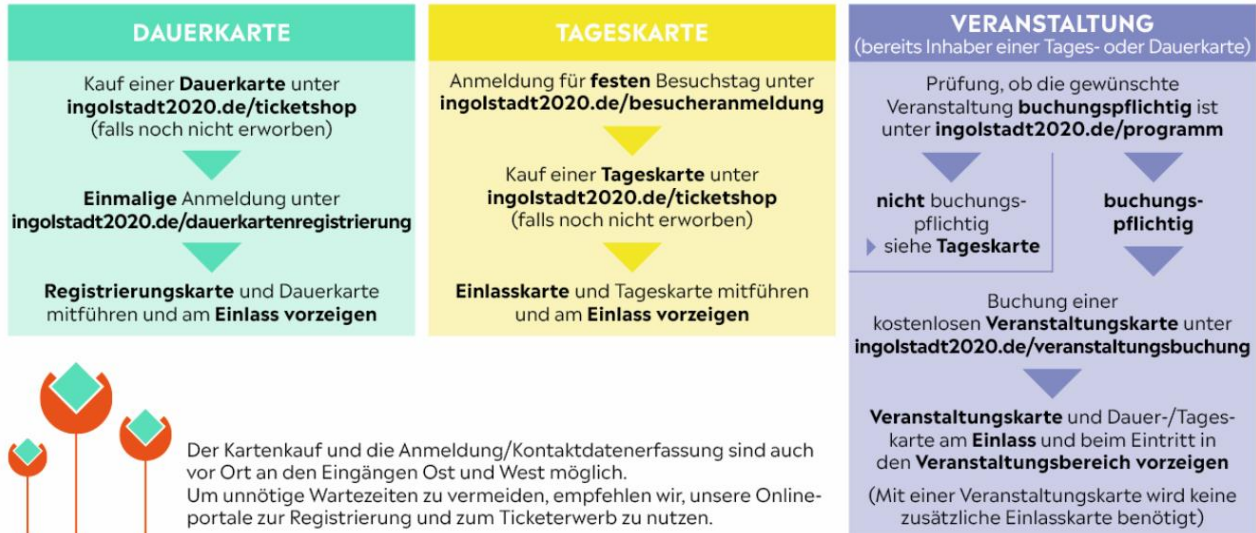 DAUERKARTE
Kauf einer Dauerkarte unter
ingolstadt2020.de/ticketshop
(falls noch nicht erworben)
Einmalige Anmeldung unter
ingolstadt2020.de/dauerkartenregistrierung
Registrierungskarte und Dauerkarte
mitführen und am Einlass vorzeigen
TAGESKARTE
Anmeldung für festen Besuchstag unter
ingolstadt2020.de/besucheranmeldung
Kauf einer Tageskarte unter
ingolstadt2020.de/ticketshop
(falls noch nicht erworben)
Einlasskarte und Tageskarte mitführen
und am Einlass vorzeigen
VERANSTALTUNG
(bereits Inhaber einer Tages- oder Dauerkarte)
Prüfung, ob die gewünschte
Veranstaltung buchungspflichtig ist
unter ingolstadt2020.de/programm
nicht buchungs-
pflichtig
siehe Tageskarte
buchungs-
pflichtig
Buchung einer
kostenlosen Veranstaltungskarte unter
ingolstadt2020.de/veranstaltungsbuchung
Veranstaltungskarte und Dauer-/Tages-
karte am Einlass und beim Eintritt in
den Veranstaltungsbereich vorzeigen
(Mit einer Veranstaltungskarte wird keine
zusätzliche Einlasskarte benötigt)
Der Kartenkauf und die Anmeldung/Kontaktdatenerfassung sind auch
vor Ort an den Eingängen Ost und West möglich.
Um unnötige Wartezeiten zu vermeiden, empfehlen wir, unsere Online-
portale zur Registrierung und zum Ticketerwerb zu nutzen.